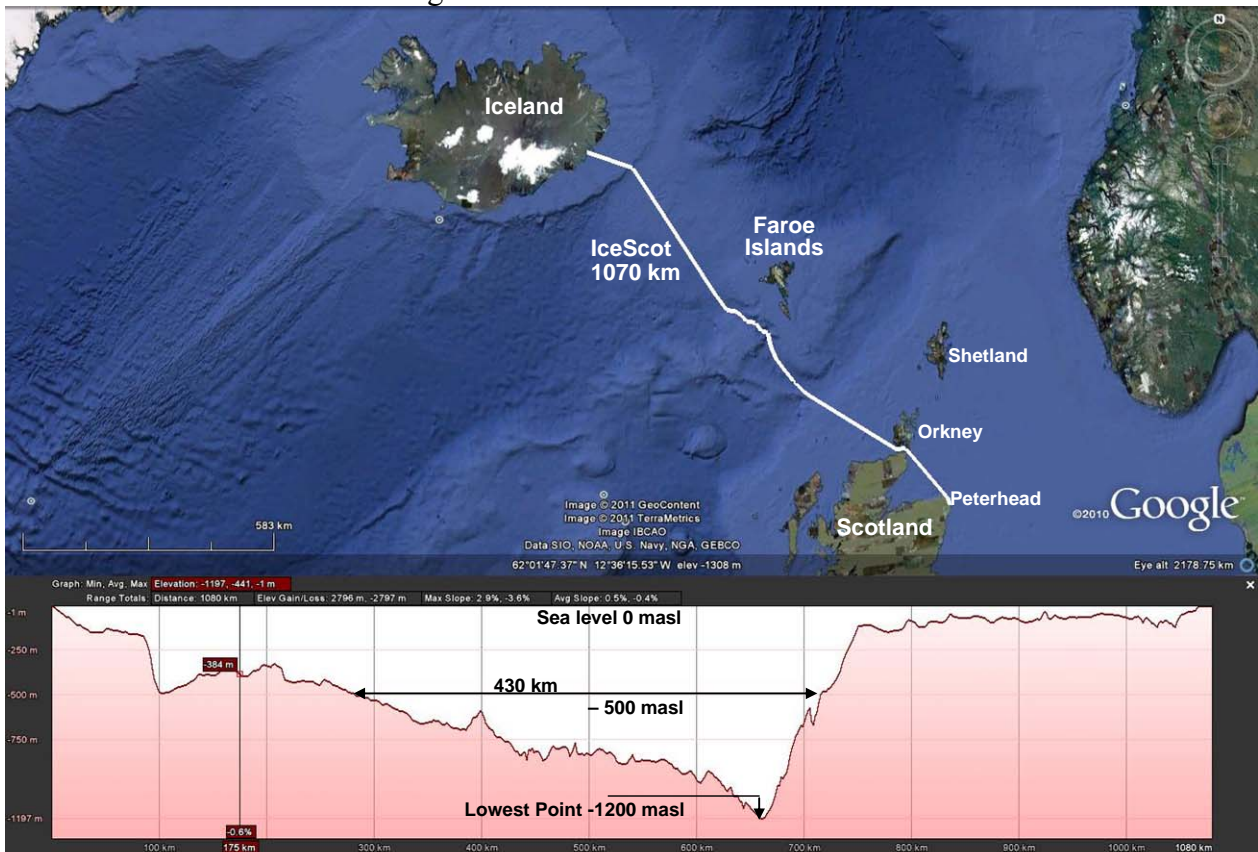 N
Iceland
Faroe
Islands
IceScot
1070 km
Shetland
Orkney
Peterhead
Scotland
583 km
Image © 2011 GeoContent
Image © 2011 TerraMetrics
Image IBCAO
Data SIO, NOAA, U.S. Navy, NGA, GEBCO
©2010 Google™
62°01'47.37" N 12°36'15.53" W elev -1308 m
Eye alt 2178.75 km
Graph: Min, Avg, Max Elevation: -1197, -441, -1 m
Range Totals: Distance: 1080 km Elev Gain/Loss: 2796 m, -2797 m Max Slope: 2.9%, -3.6% Avg Slope: 0.5%, -0.4%
-1 m
Sea level 0 masl
-250 m
-384 m
-500 m
430 km
– 500 masl
-750 m
Lowest Point -1200 masl
-1197 m
-0.6%
100 km 175 km 300 km 400 km 500 km 600 km 700 km 800 km 900 km 1000 km 1080 km